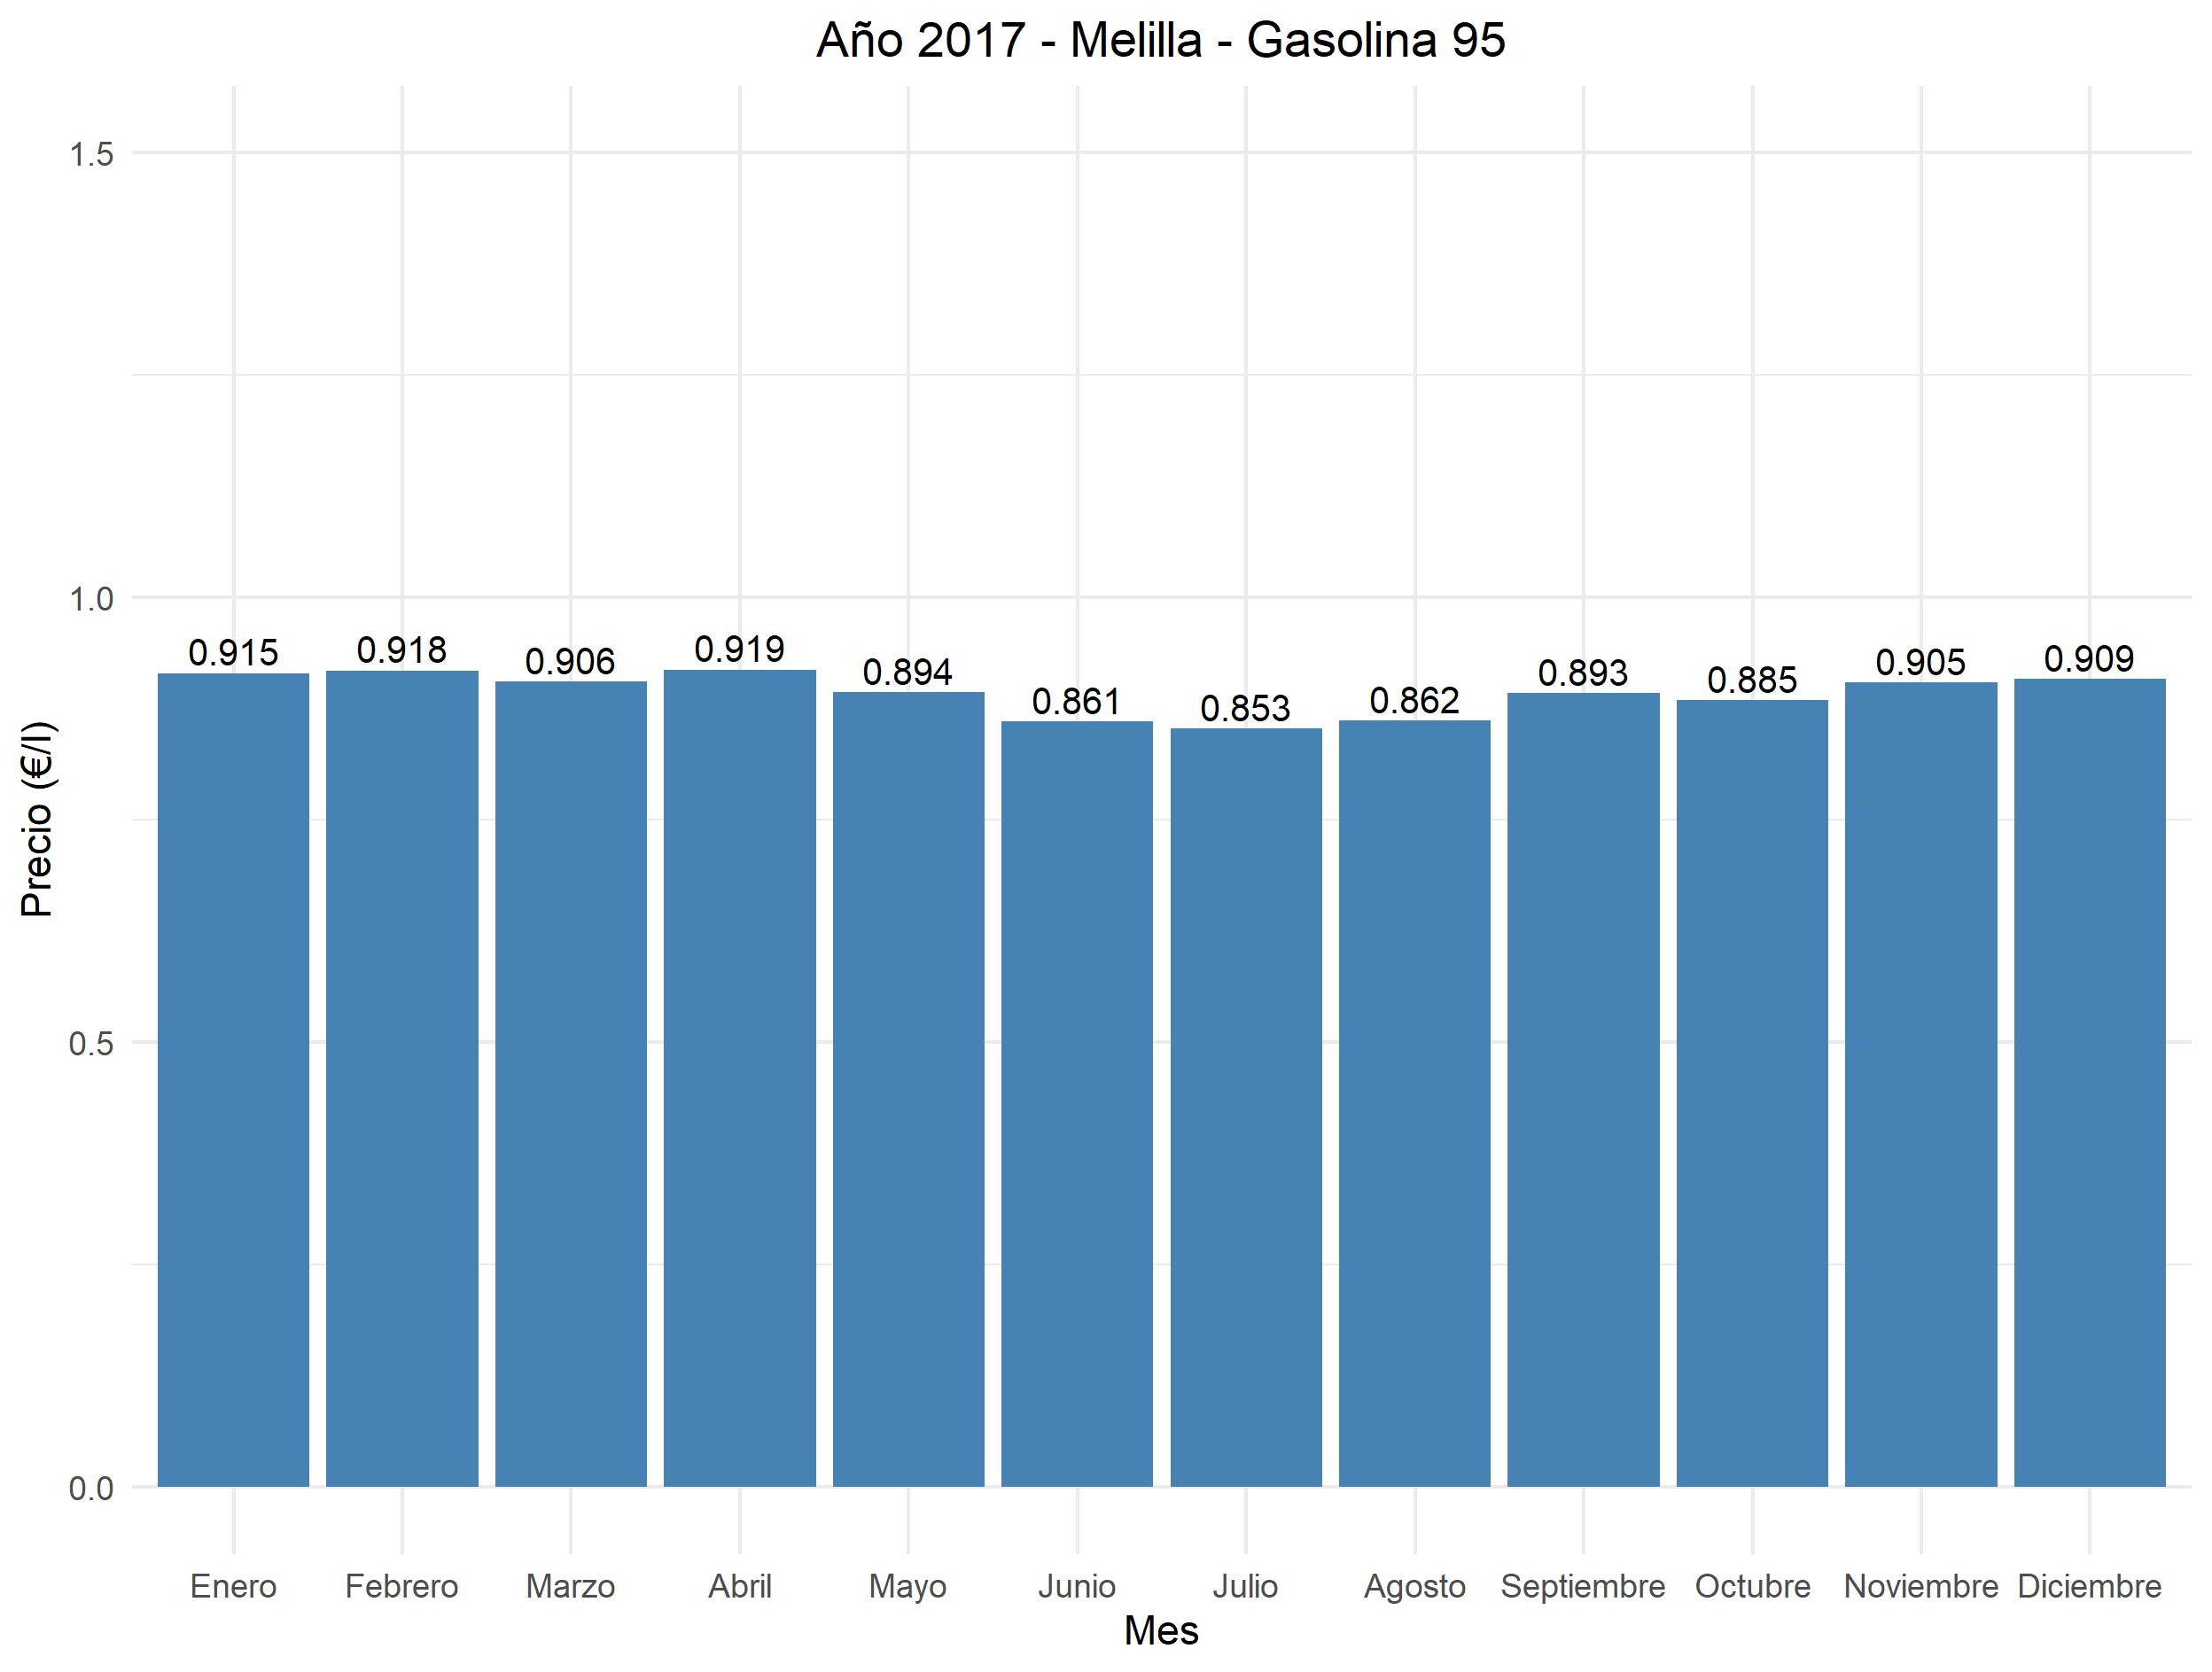 Año 2017 - Melilla - Gasolina 95
1.5
1.0
0.5
0.0
Precio (€/l)
0.915
0.918
0.906
0.919
0.894
0.861
0.853
0.862
0.893
0.885
0.905
0.909
Enero
Febrero
Marzo
Abril
Mayo
Junio
Julio
Agosto
Septiembre
Octubre
Noviembre
Diciembre
Mes